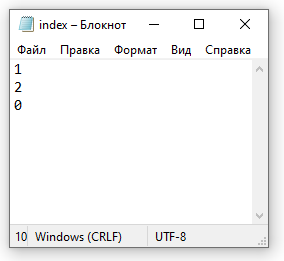 index – Блокнот
Файл Правка Формат Вид Справка
1
2
0
10 Windows (CRLF) UTF-8